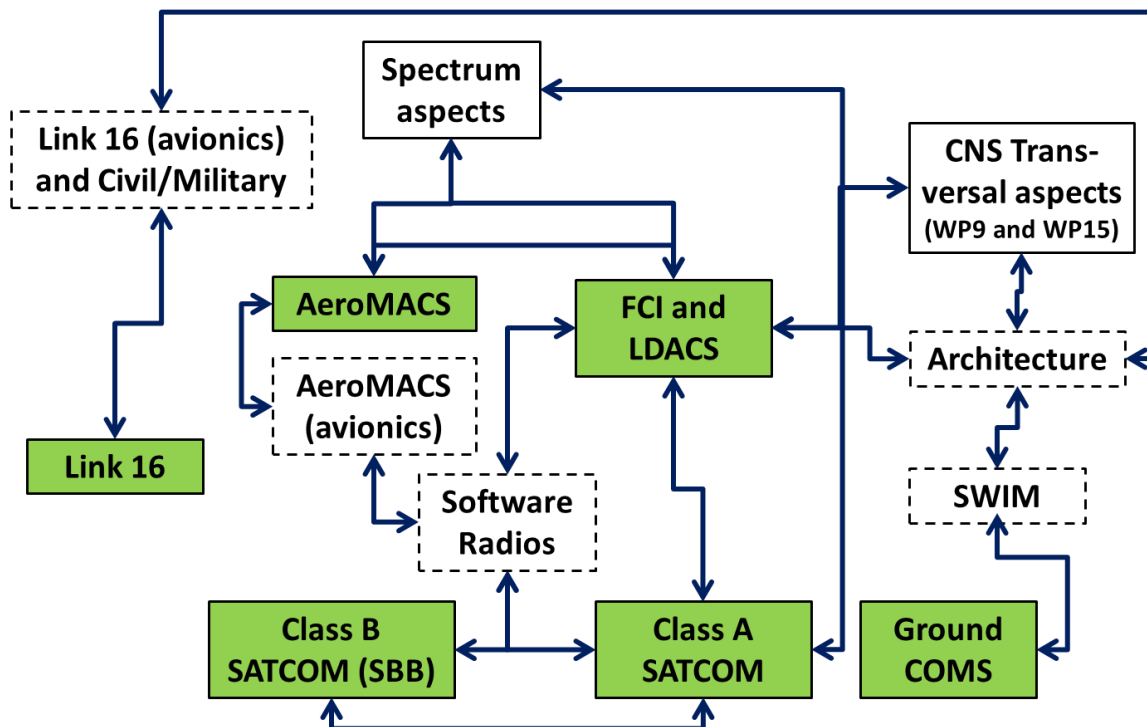 Spectrum
aspects
Link 16 (avionics)
and Civil/Military
CNS Trans-
versal aspects
(WP9 and WP15)
AeroMACS
FCI and
LDACS
Architecture
AeroMACS
(avionics)
Link 16
Software
Radios
SWIM
Class B
SATCOM (SBB)
Class A
SATCOM
Ground
COMS